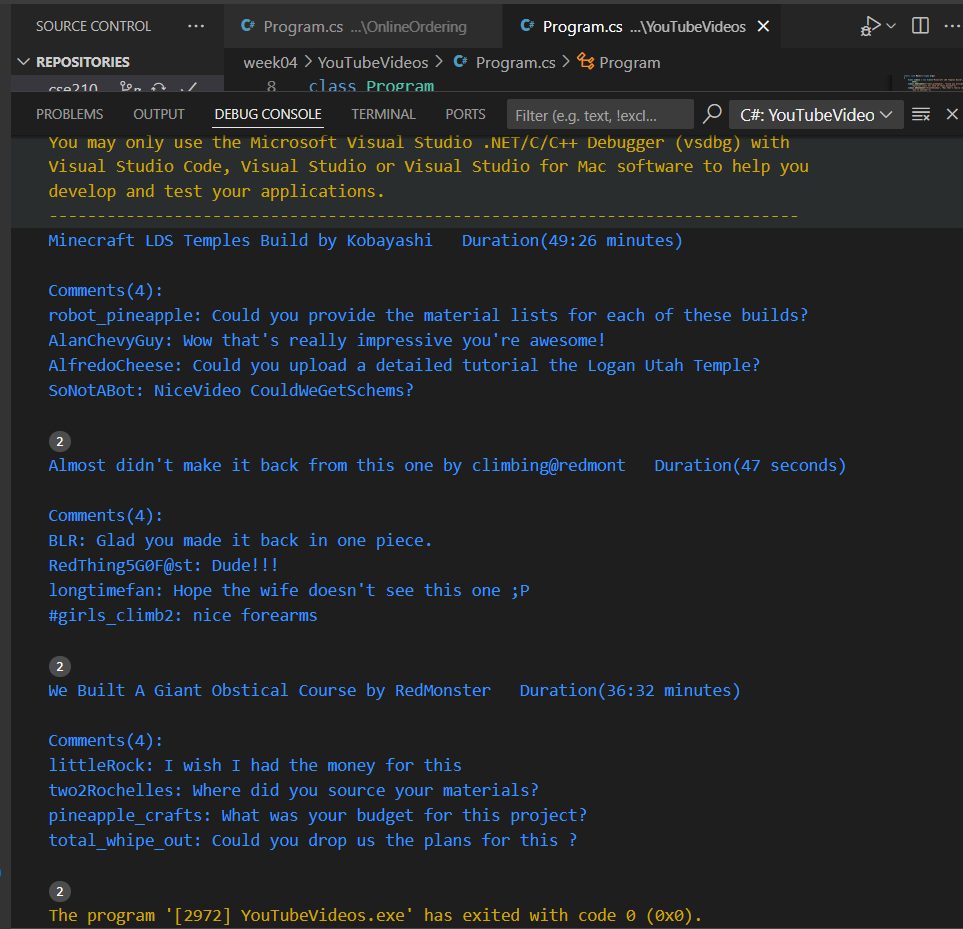 SOURCE CONTROL ··· C# Program.cs ...\OnlineOrdering C# Program.cs ...\YouTubeVideos
REPOSITORIES week04 > YouTubeVideos > C# Program.cs > Program
cse210 8 class Program
PROBLEMS OUTPUT DEBUG CONSOLE TERMINAL PORTS Filter (e.g. text, !excl... C#: YouTubeVideo
You may only use the Microsoft Visual Studio .NET/C/C++ Debugger (vsdbg) with
Visual Studio Code, Visual Studio or Visual Studio for Mac software to help you
develop and test your applications.
------------------------------------------------------------------------------
Minecraft LDS Temples Build by Kobayashi   Duration(49:26 minutes)
Comments(4):
robot_pineapple: Could you provide the material lists for each of these builds?
AlanChevyGuy: Wow that's really impressive you're awesome!
AlfredoCheese: Could you upload a detailed tutorial the Logan Utah Temple?
SoNotABot: NiceVideo CouldWeGetSchems?
2
Almost didn't make it back from this one by climbing@redmont   Duration(47 seconds)
Comments(4):
BLR: Glad you made it back in one piece.
RedThing5G0F@st: Dude!!!
longtimefan: Hope the wife doesn't see this one ;P
#girls_climb2: nice forearms
2
We Built A Giant Obstical Course by RedMonster   Duration(36:32 minutes)
Comments(4):
littleRock: I wish I had the money for this
two2Rochelles: Where did you source your materials?
pineapple_crafts: What was your budget for this project?
total_whipe_out: Could you drop us the plans for this ?
2
The program '[2972] YouTubeVideos.exe' has exited with code 0 (0x0).